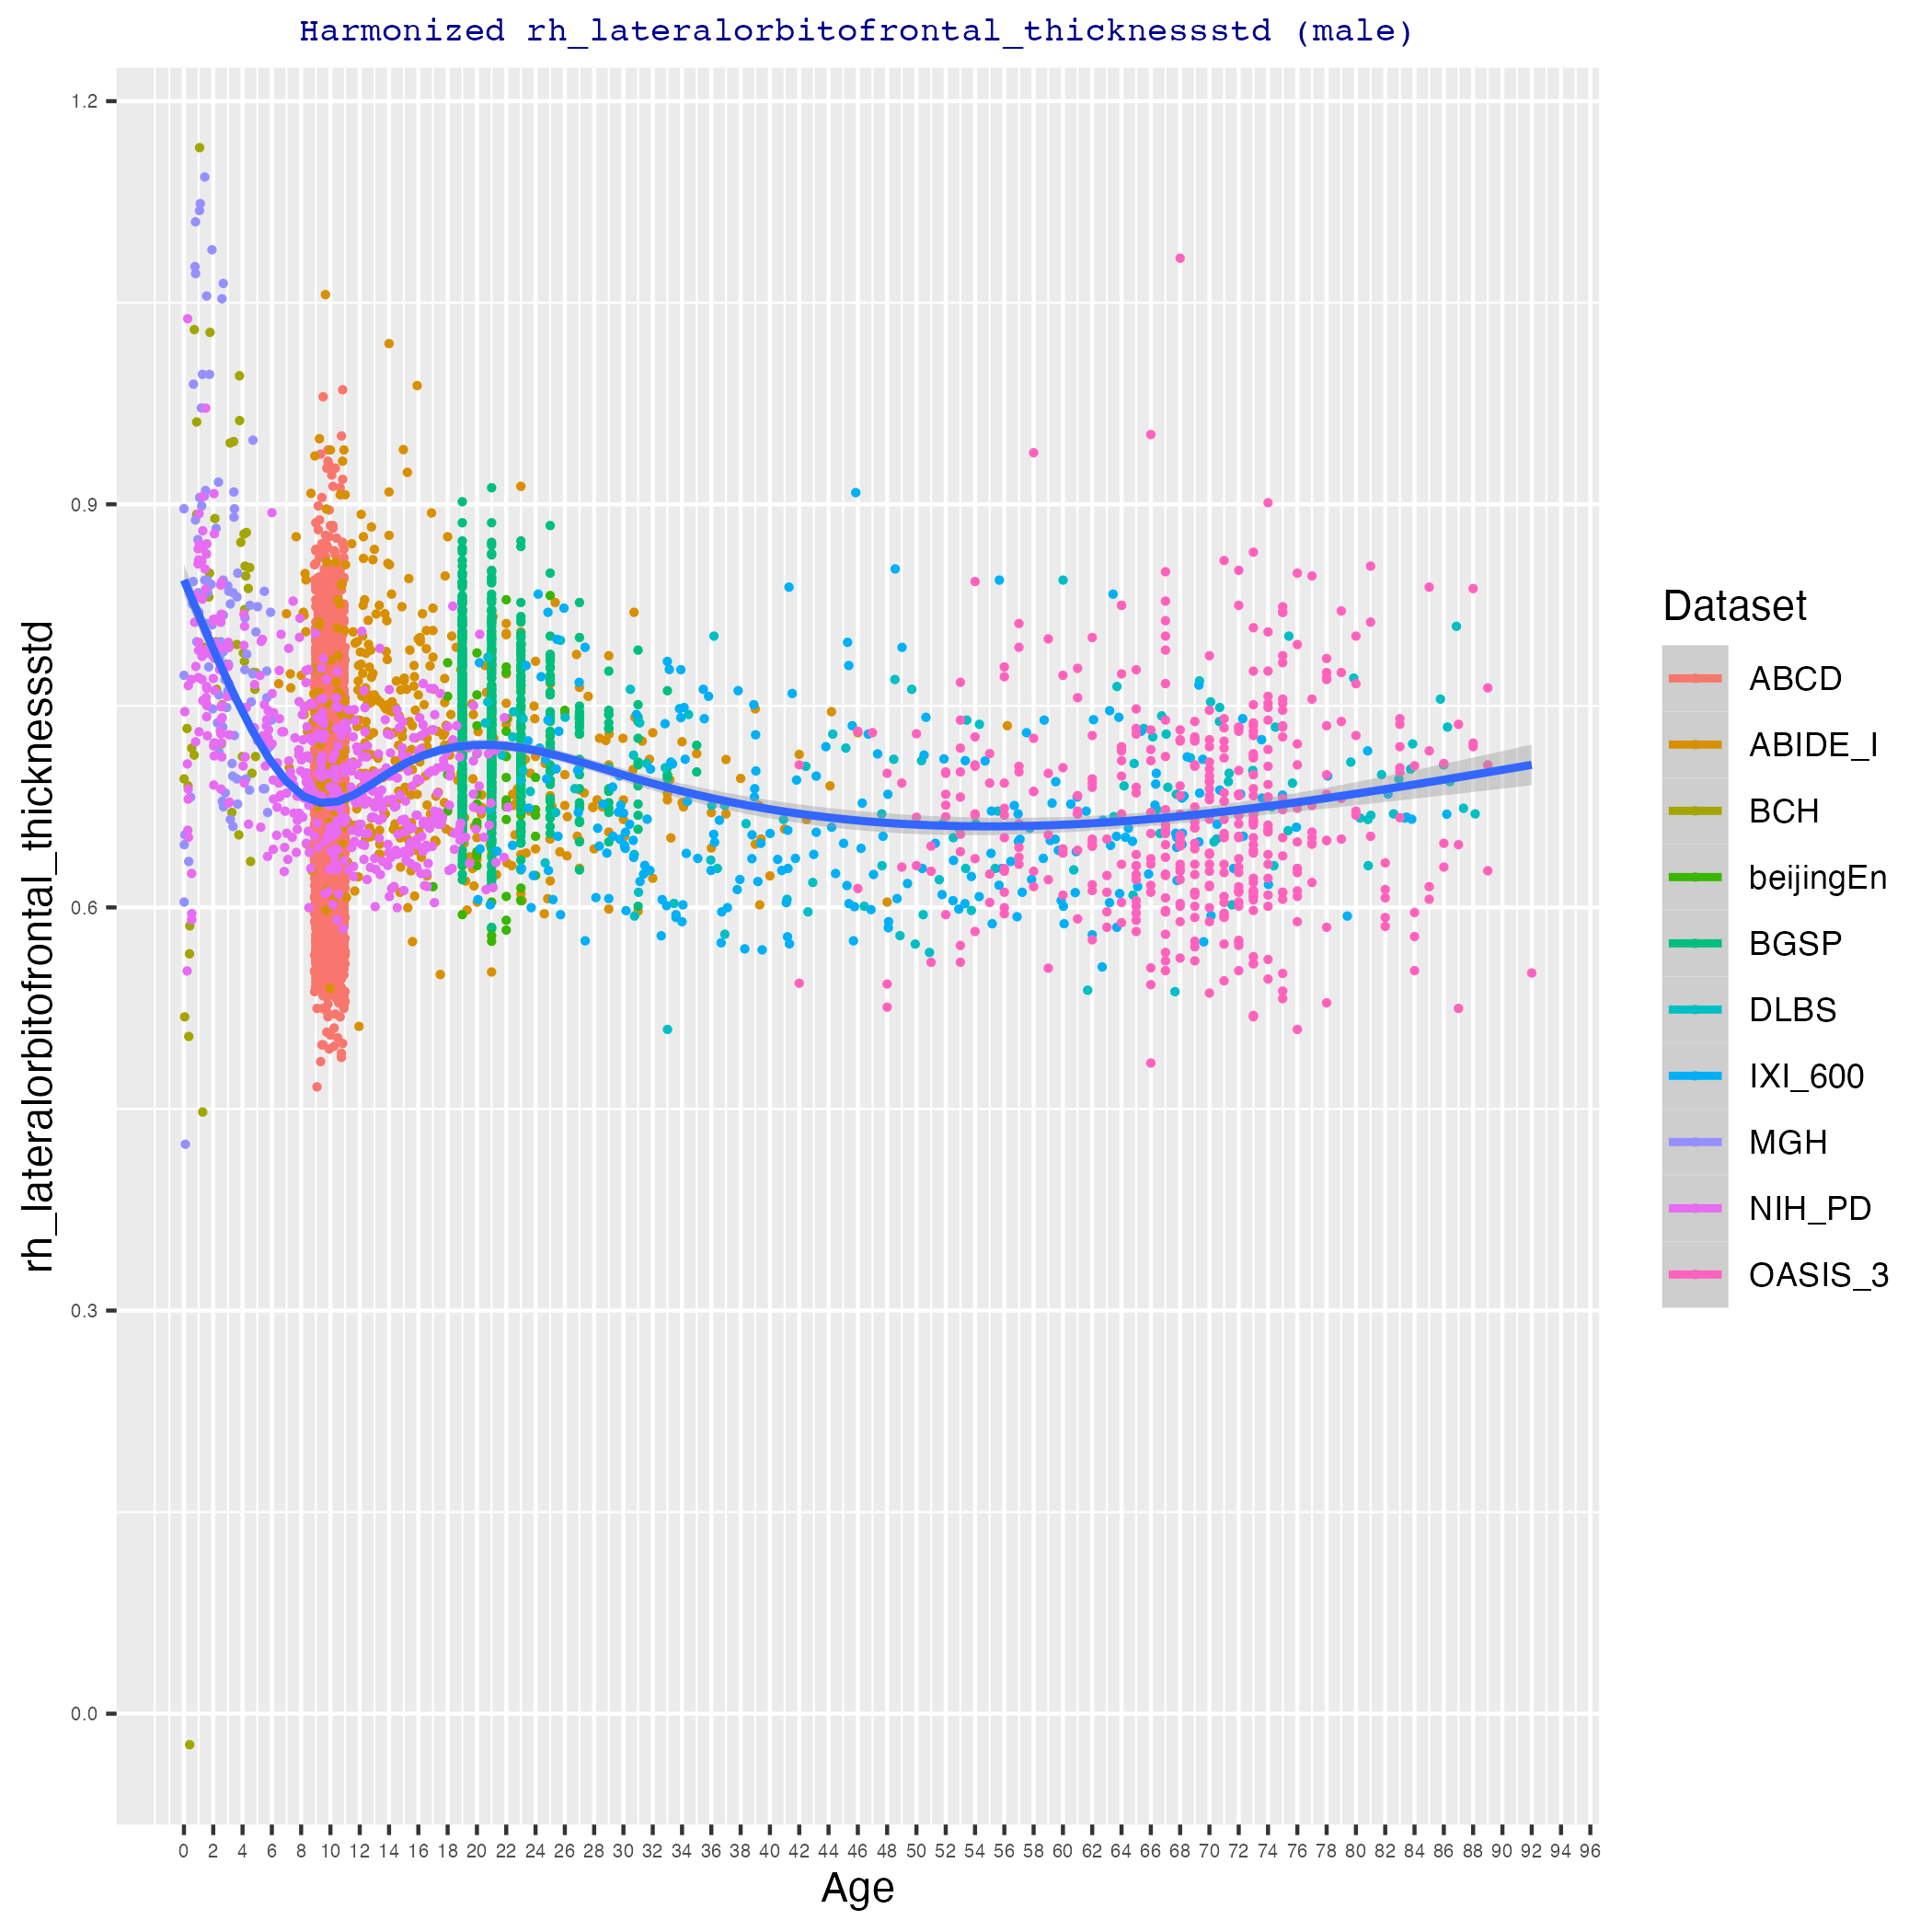 Harmonized rh_lateralorbitofrontal_thicknessstd (male)
rh_lateralorbitofrontal_thicknessstd
1.2
0.9
0.6
0.3
0.0
0 2 4 6 8 10 12 14 16 18 20 22 24 26 28 30 32 34 36 38 40 42 44 46 48 50 52 54 56 58 60 62 64 66 68 70 72 74 76 78 80 82 84 86 88 90 92 94 96
Age
Dataset
ABCD
ABIDE_I
BCH
beijingEn
BGSP
DLBS
IXI_600
MGH
NIH_PD
OASIS_3